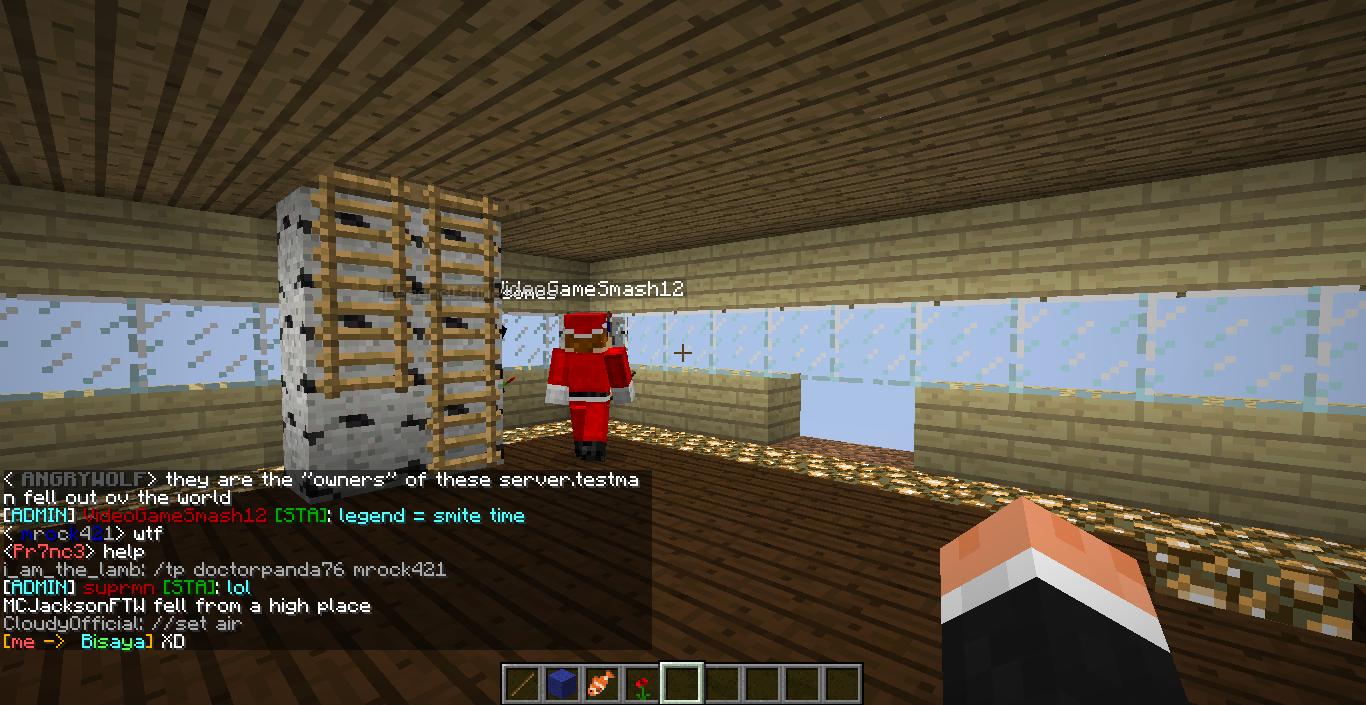 VideoGameSmash12
< ANGRYWOLF> they are the "owners" of these server.testma
n fell out ov the world
[ADMIN] VideoGameSmash12 [STA]: legend = smite time
< mrock421> wtf
<Pr7nc3> help
i_am_the_lamb: /tp doctorpanda76 mrock421
[ADMIN] suprmn [STA]: lol
MCJacksonFTW fell from a high place
CloudyOfficial: //set air
[me -> Bisaya] XD